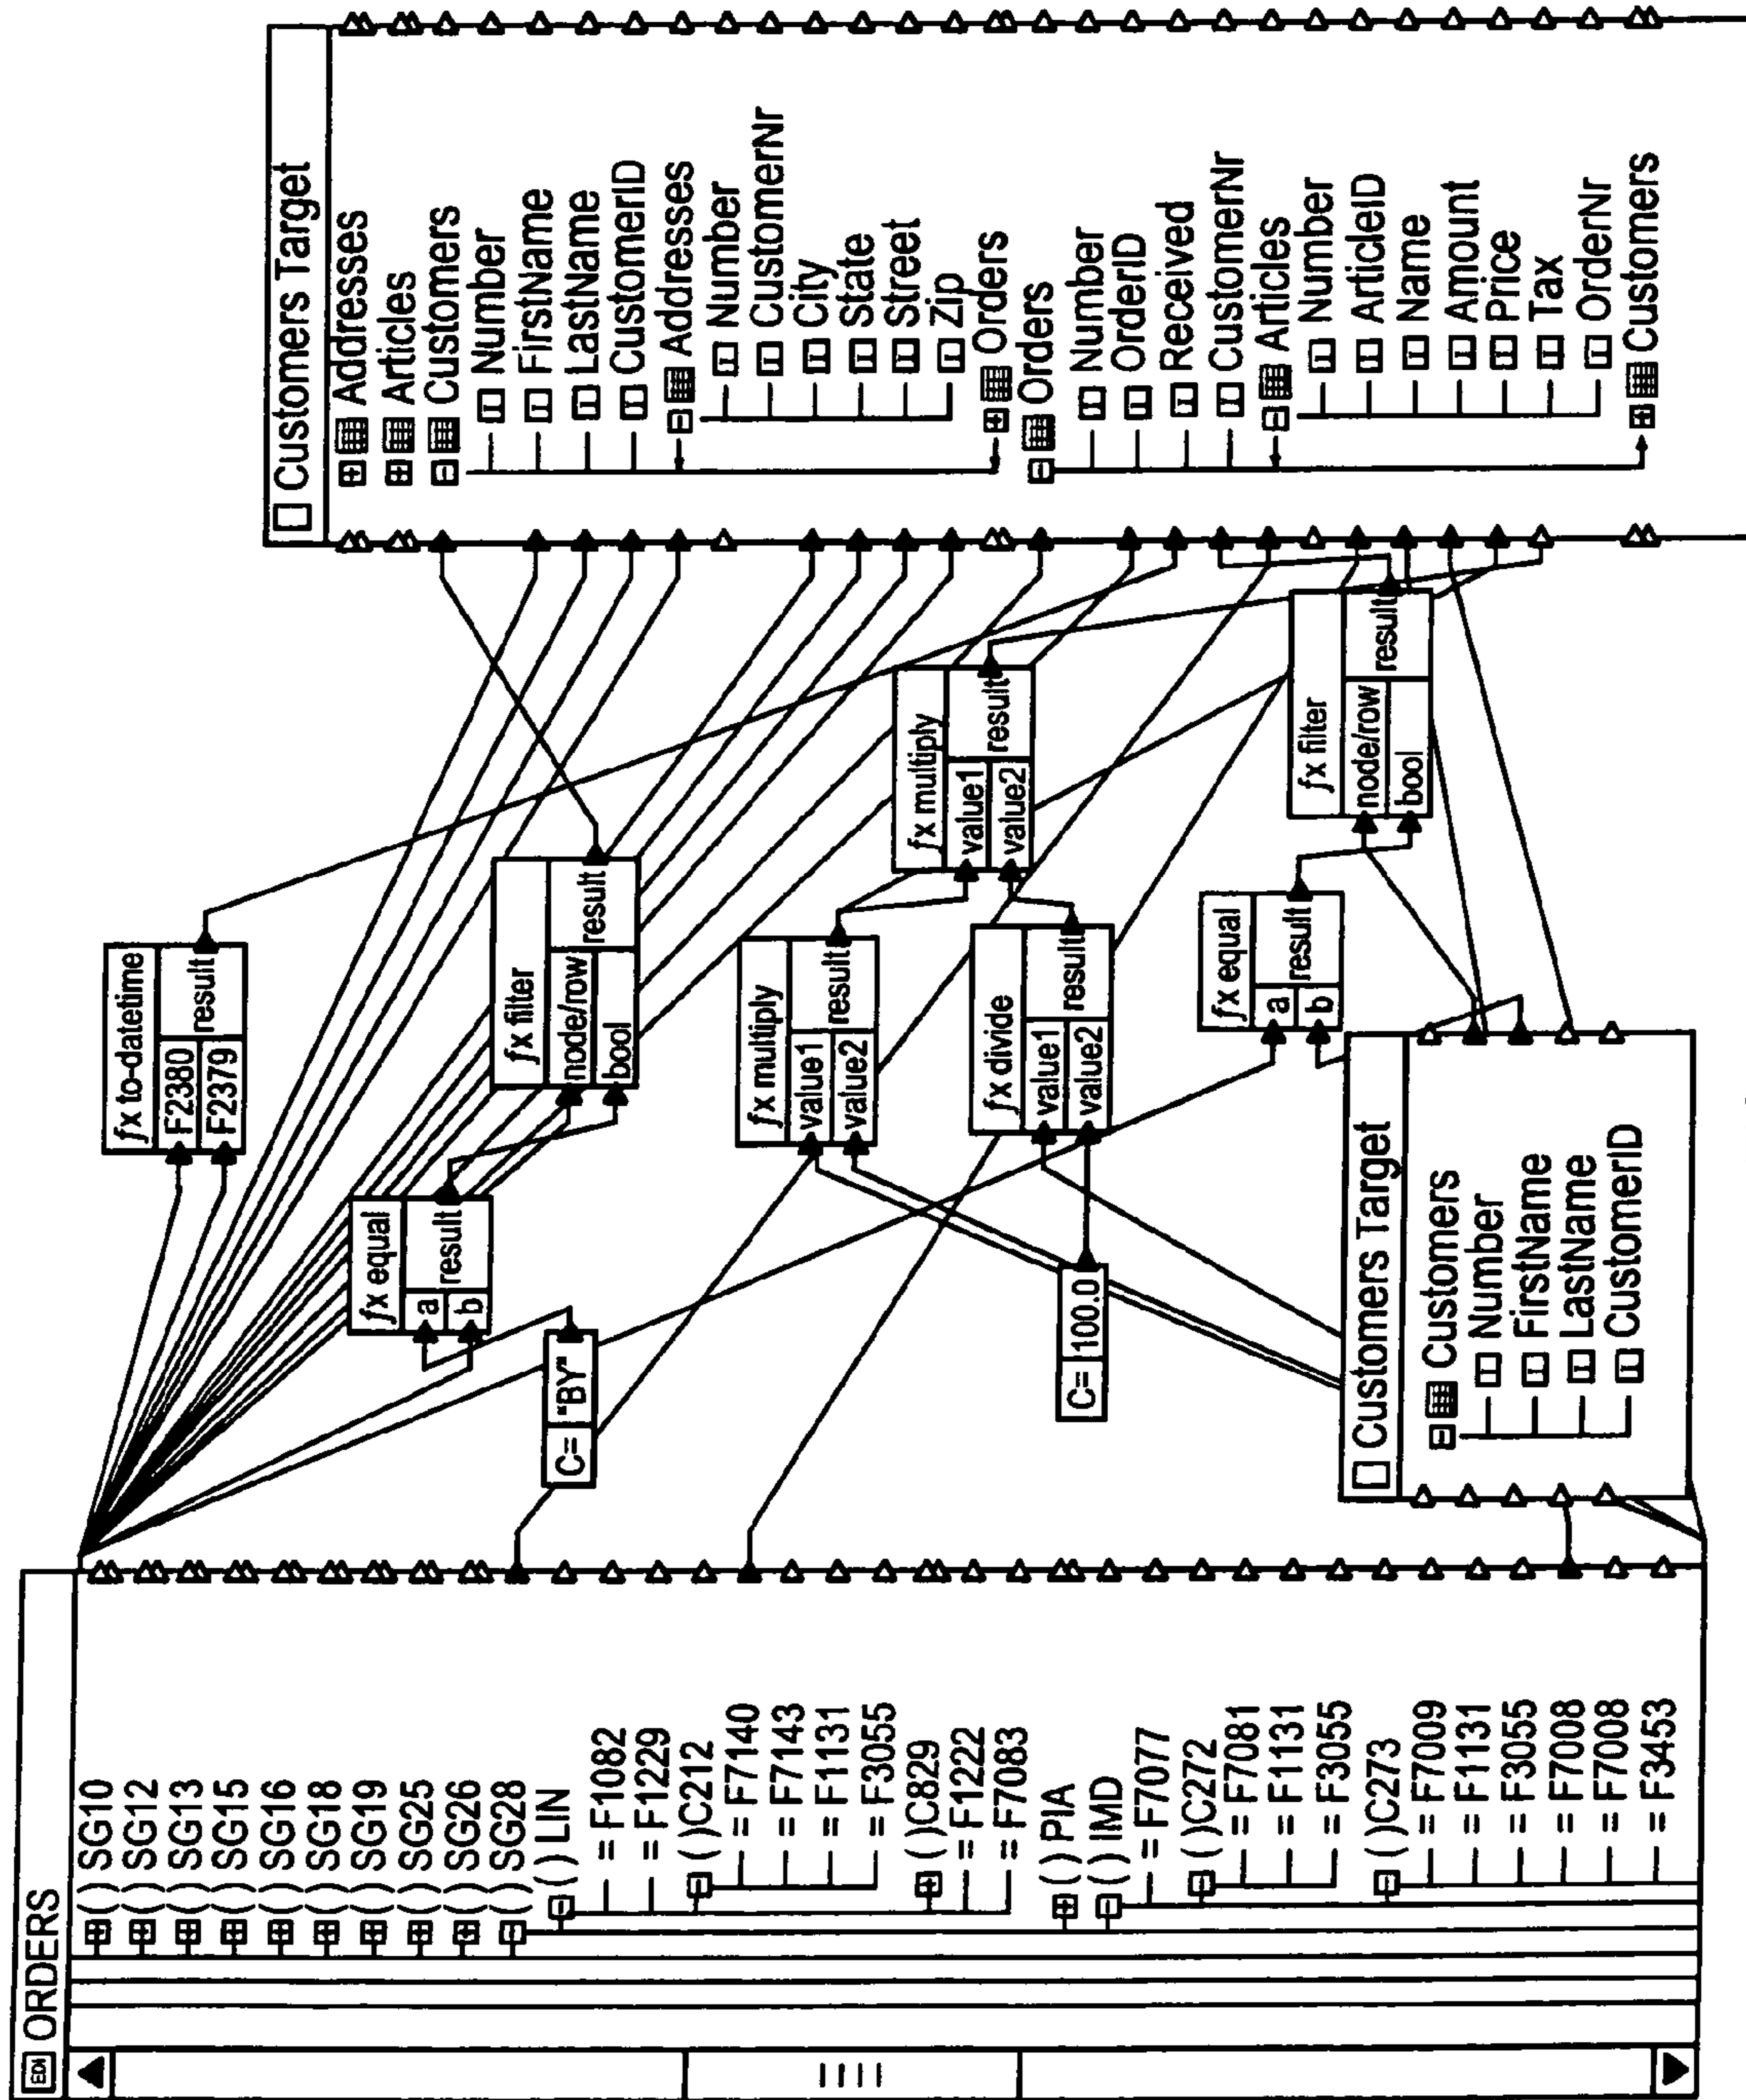 EDI ORDERS
( ) SG10
( ) SG12
( ) SG13
( ) SG15
( ) SG16
( ) SG18
( ) SG19
( ) SG25
( ) SG26
( ) SG28
( ) LIN
= F1082
= F1229
( ) C212
= F7140
= F7143
= F1131
= F3055
( ) C829
= F1222
= F7083
( ) PIA
( ) IMD
= F7077
( ) C272
= F7081
= F1131
= F3055
( ) C273
= F7009
= F1131
= F3055
= F7008
= F7008
= F3453
fx to-datetime
F2380
F2379
result
fx equal
a
b
result
C= "BY"
fx filter
node/row
bool
result
fx multiply
value1
value2
result
fx multiply
value1
value2
result
C= 100.0
fx divide
value1
value2
result
fx equal
a
b
result
fx filter
node/row
bool
result
Customers Target
Customers
Number
FirstName
LastName
CustomerID
Customers Target
Addresses
Articles
Customers
Number
FirstName
LastName
CustomerID
Addresses
Number
CustomerNr
City
State
Street
Zip
Orders
Orders
Number
OrderID
Received
CustomerNr
Articles
Number
ArticleID
Name
Amount
Price
Tax
OrderNr
Customers